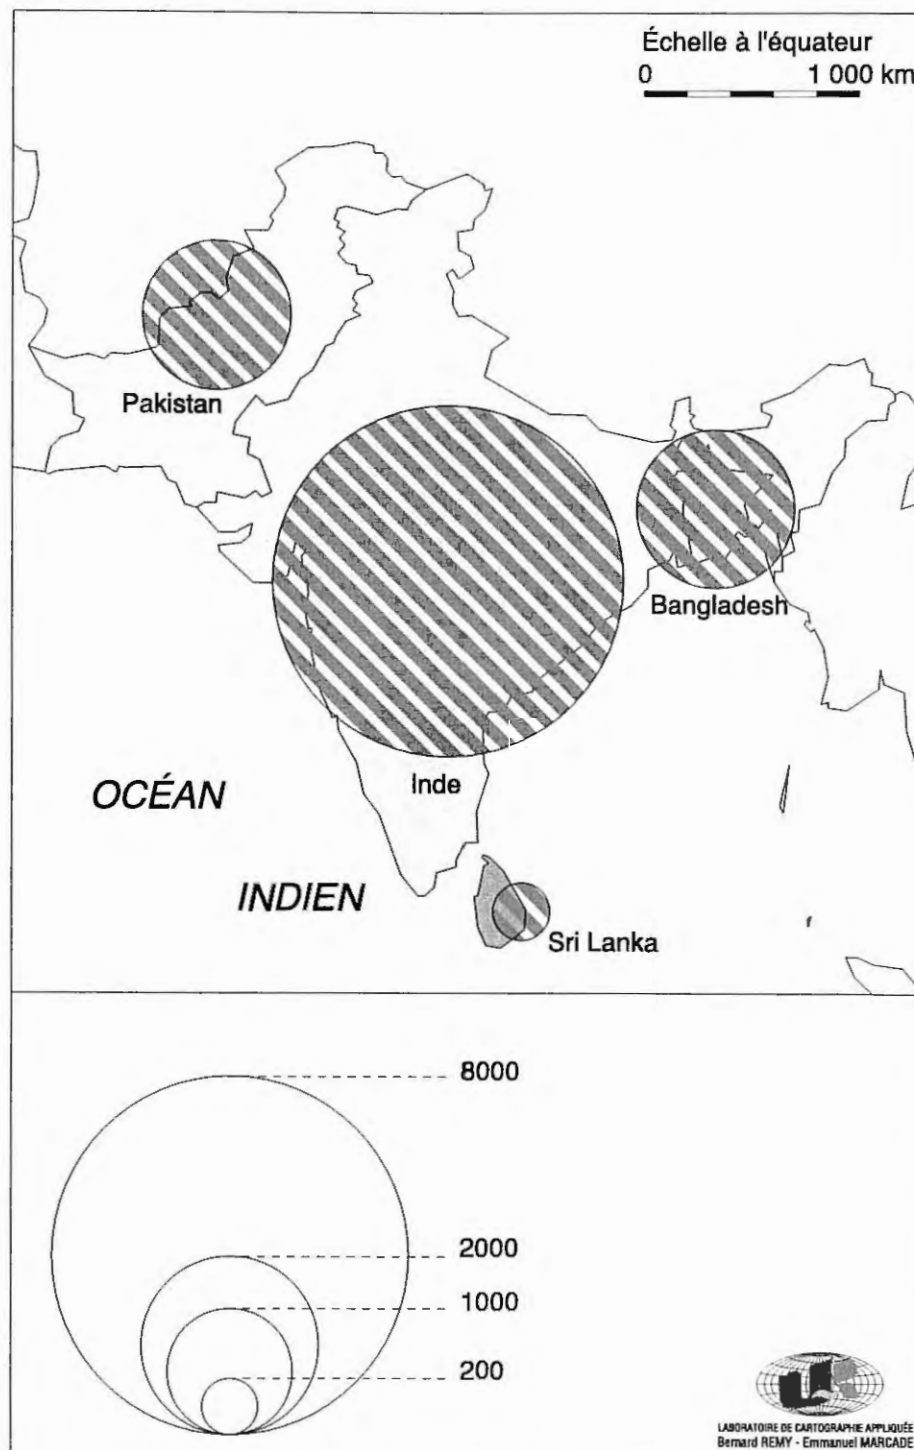 Échelle à l'équateur
0 1 000 km
Pakistan
Bangladesh
Inde
OCÉAN
INDIEN
Sri Lanka
8000
2000
1000
200
LABORATOIRE DE CARTOGRAPHIE APPLIQUÉE
Bernard REMY - Emmanuel MARCADE